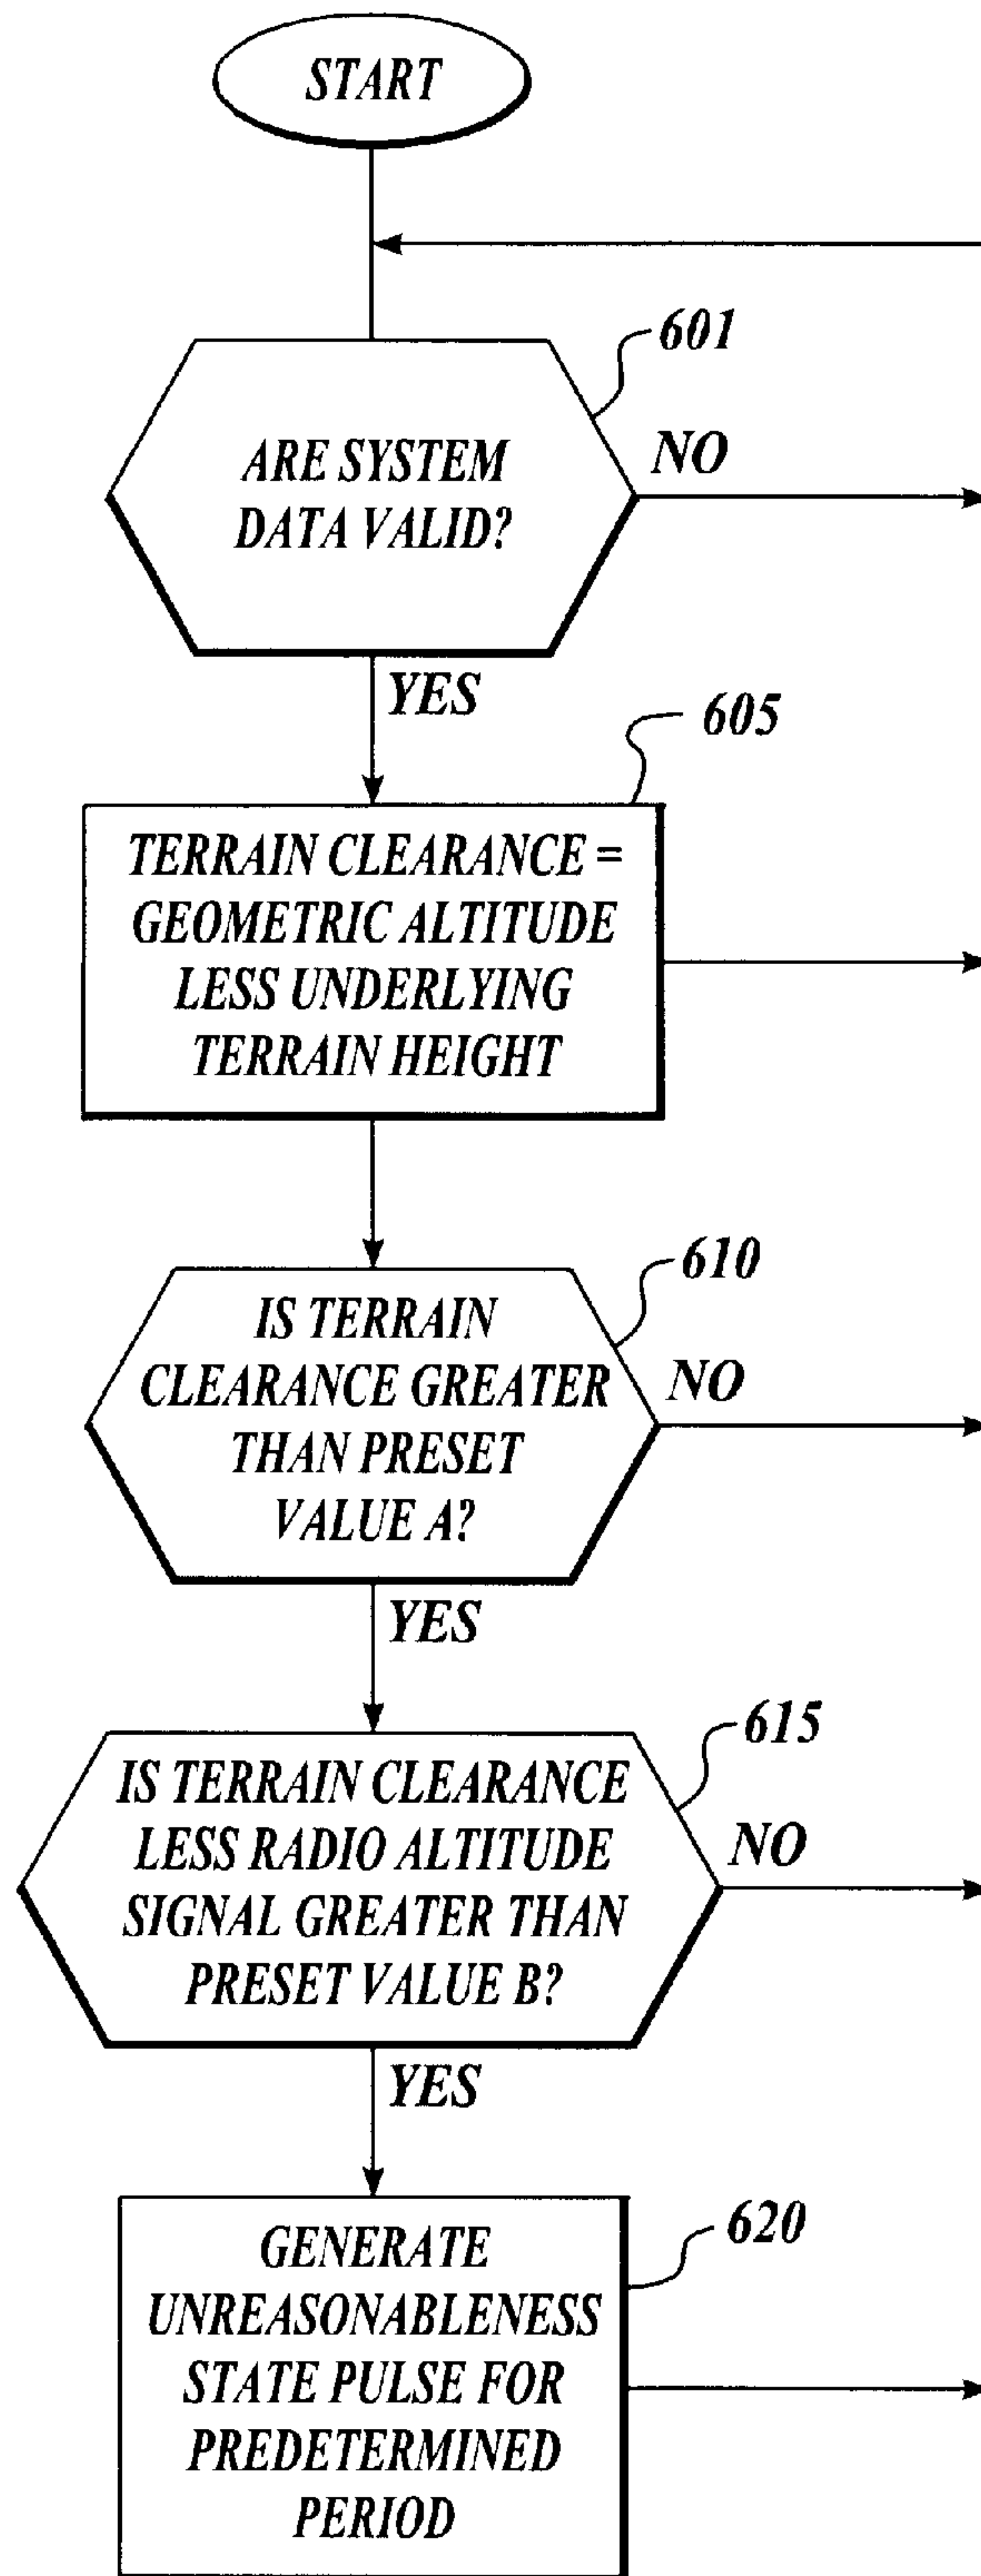 START
601
ARE SYSTEM
DATA VALID?
NO
YES
605
TERRAIN CLEARANCE =
GEOMETRIC ALTITUDE
LESS UNDERLYING
TERRAIN HEIGHT
610
IS TERRAIN
CLEARANCE GREATER
THAN PRESET
VALUE A?
NO
YES
615
IS TERRAIN CLEARANCE
LESS RADIO ALTITUDE
SIGNAL GREATER THAN
PRESET VALUE B?
NO
YES
620
GENERATE
UNREASONABLENESS
STATE PULSE FOR
PREDETERMINED
PERIOD